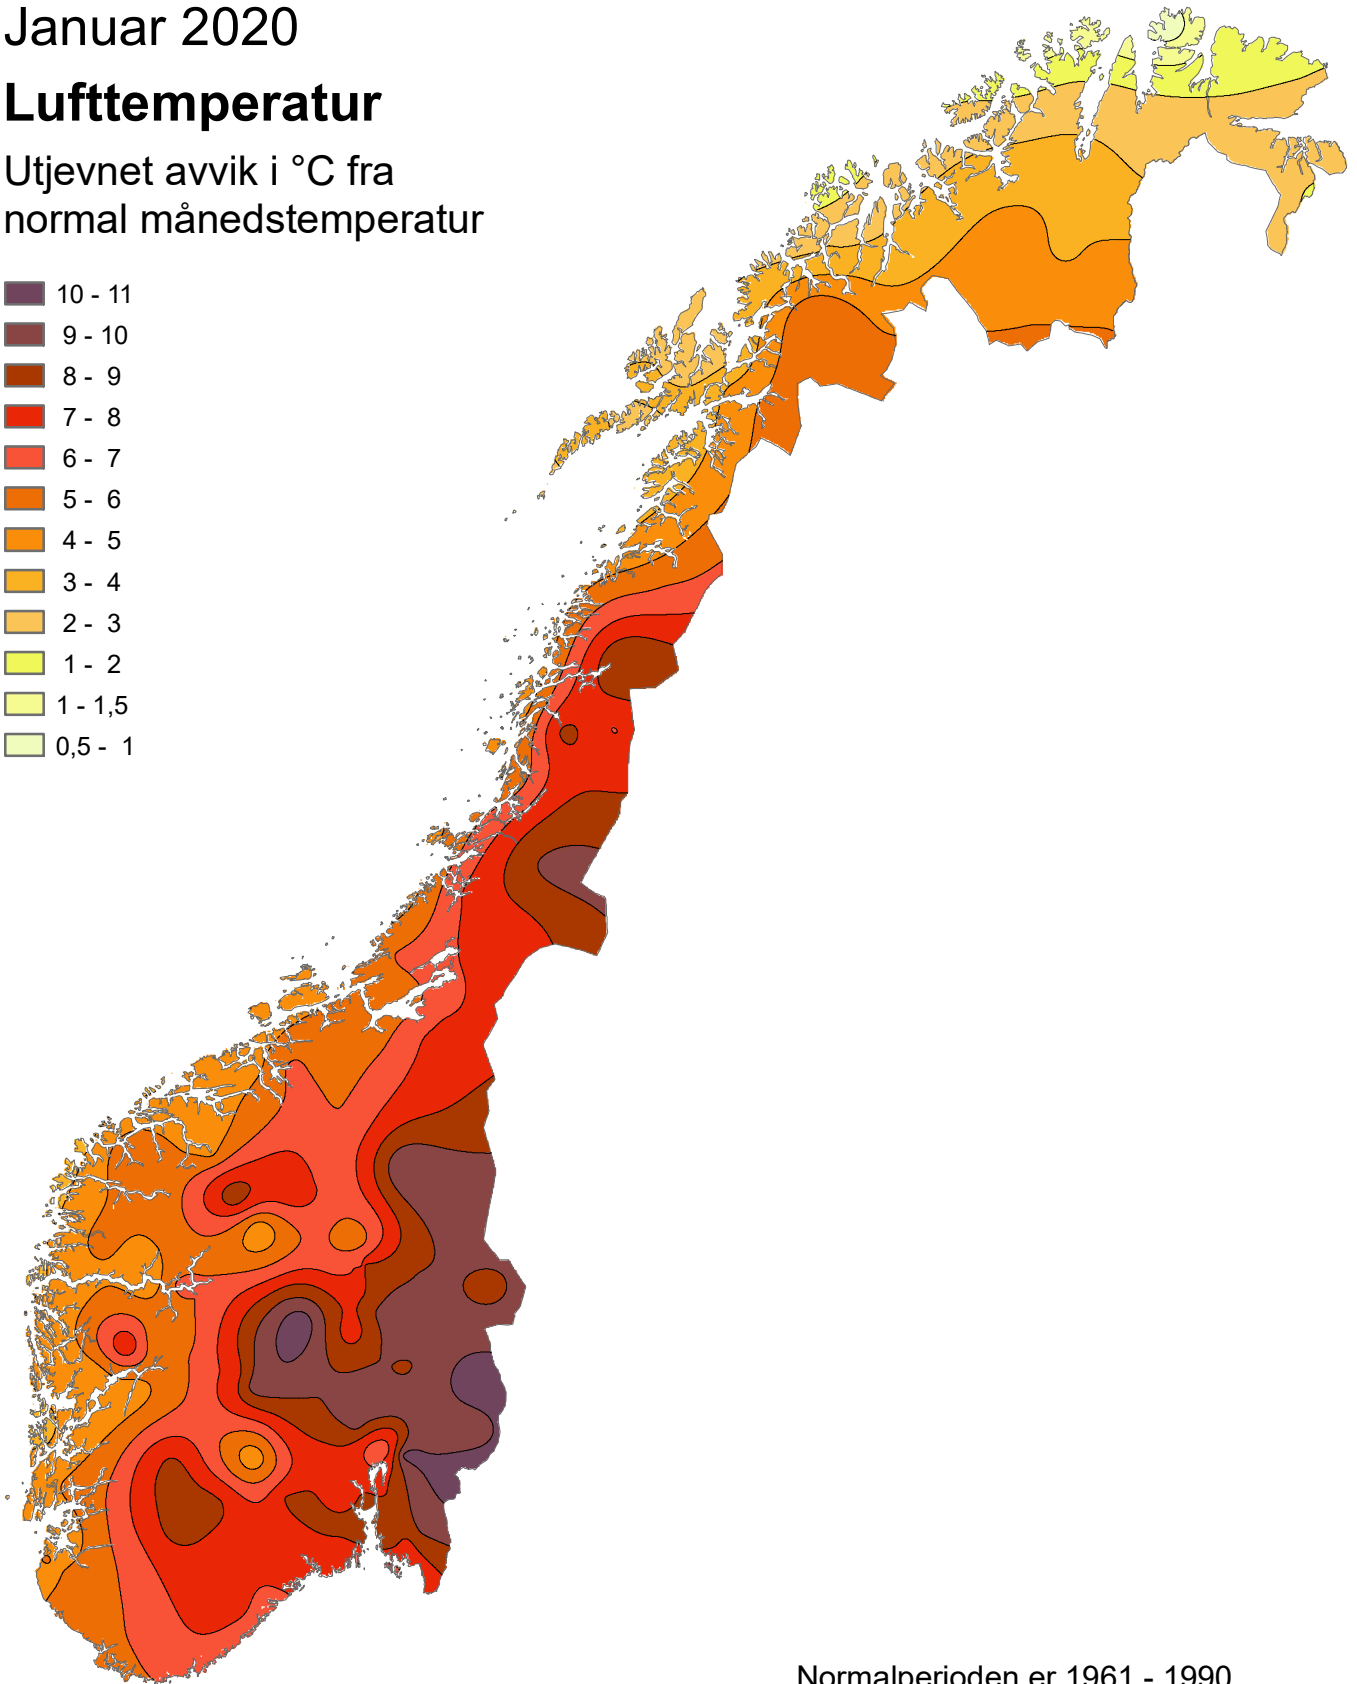 Januar 2020
Lufttemperatur
Utjevnet avvik i °C fra
normal månedstemperatur
10 - 11
9 - 10
8 - 9
7 - 8
6 - 7
5 - 6
4 - 5
3 - 4
2 - 3
1 - 2
1 - 1,5
0,5 - 1
Normalperioden er 1961 - 1990